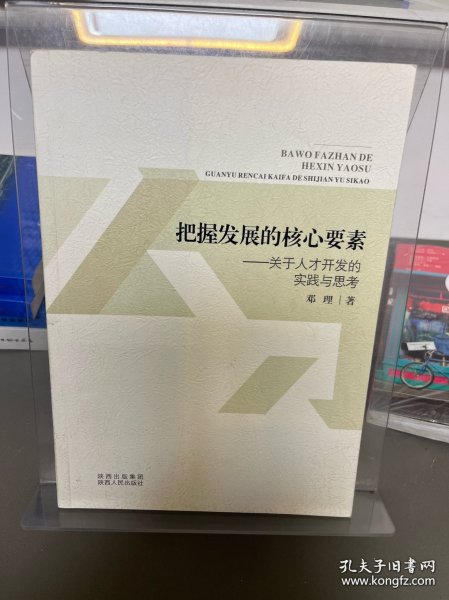 BAWO FAZHAN DE
HEXIN YAOSU
GUANYU RENCAI KAIFA DE SHIJIAN YU SIKAO
把握发展的核心要素
——关于人才开发的
实践与思考
邓 理 | 著
陕西出版集团
陕西人民出版社
孔夫子旧书网
www.kongfz.com